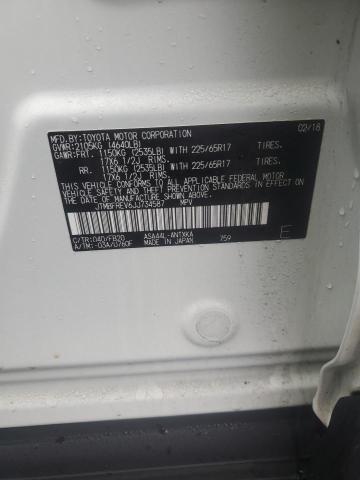 MFD.BY:TOYOTA MOTOR CORPORATION 02/18
GVWR:2105KG (4640LB)
GAWR:FRT. 1150KG (2535LB) WITH 225/65R17 TIRES.
17X6 1/2J RIMS.
RR. 1150KG (2535LB) WITH 225/65R17 TIRES.
17X6 1/2J RIMS.
THIS VEHICLE CONFORMS TO ALL APPLICABLE FEDERAL MOTOR VEHICLE
SAFETY AND BUMPER STANDARDS IN EFFECT ON THE DATE OF MANUFACTURE
SHOWN ABOVE.
JTMBFREV6JJ734587 MPV
C/TR:040/FB20 ASA44L-ANTXKA
A/TM:-03A/U760F MADE IN JAPAN 759 E